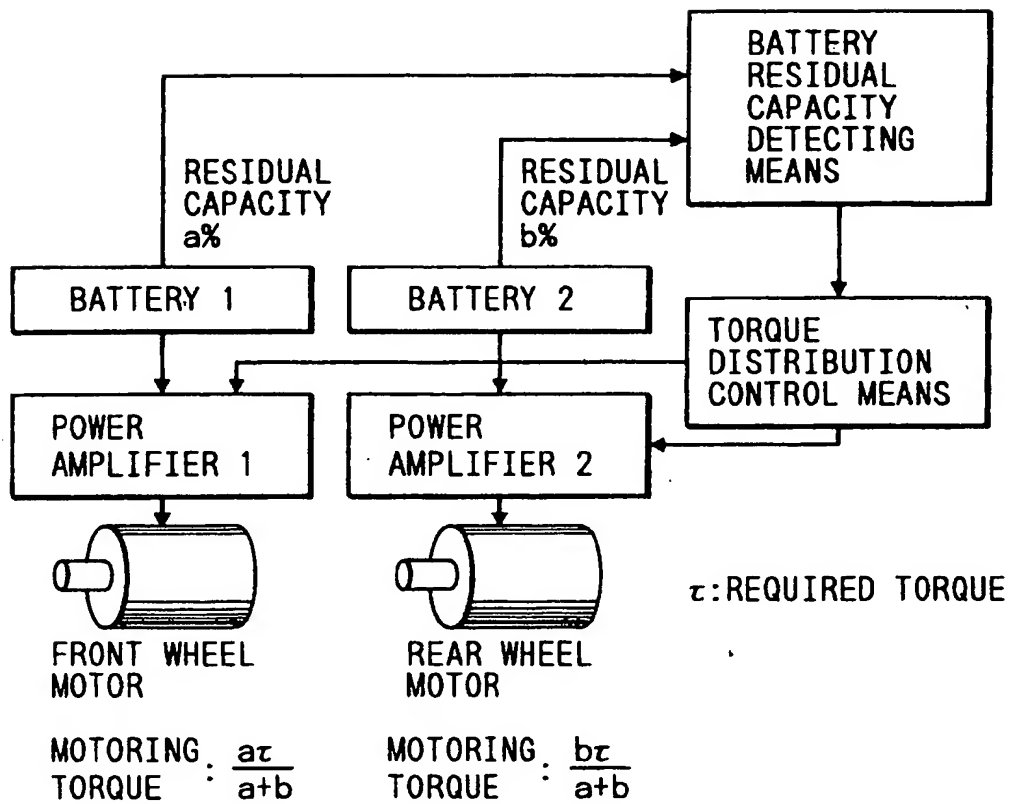 BATTERY
RESIDUAL
CAPACITY
DETECTING
MEANS
RESIDUAL
CAPACITY
a%
RESIDUAL
CAPACITY
b%
BATTERY 1
BATTERY 2
TORQUE
DISTRIBUTION
CONTROL MEANS
POWER
AMPLIFIER 1
POWER
AMPLIFIER 2
τ:REQUIRED TORQUE
FRONT WHEEL
MOTOR
REAR WHEEL
MOTOR
MOTORING
TORQUE : aτ/a+b
MOTORING
TORQUE : bτ/a+b